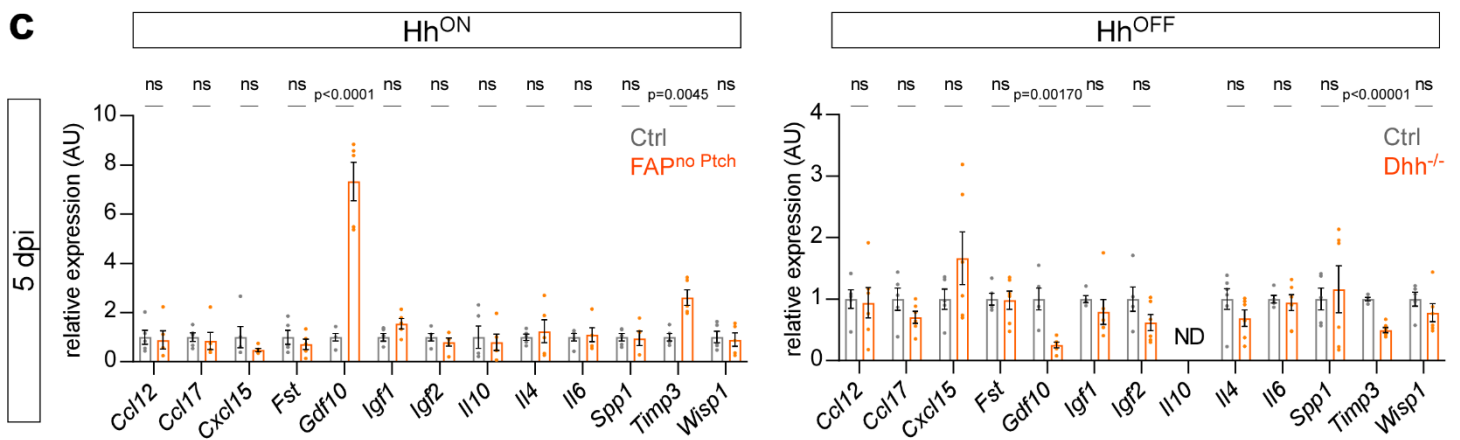 C
Hh^ON
Hh^OFF
ns ns ns ns p<0.0001 ns ns ns ns ns ns p=0.0045 ns
ns ns ns ns p=0.00170 ns ns ns ns ns p<0.00001 ns
5 dpi
relative expression (AU)
10
8
6
4
2
0
Ctrl
FAP^no Ptch
Ccl12 Ccl17 Cxcl15 Fst Gdf10 Igf1 Igf2 Il10 Il4 Il6 Spp1 Timp3 Wisp1
relative expression (AU)
4
3
2
1
0
Ctrl
Dhh^-/-
ND
Ccl12 Ccl17 Cxcl15 Fst Gdf10 Igf1 Igf2 Il10 Il4 Il6 Spp1 Timp3 Wisp1